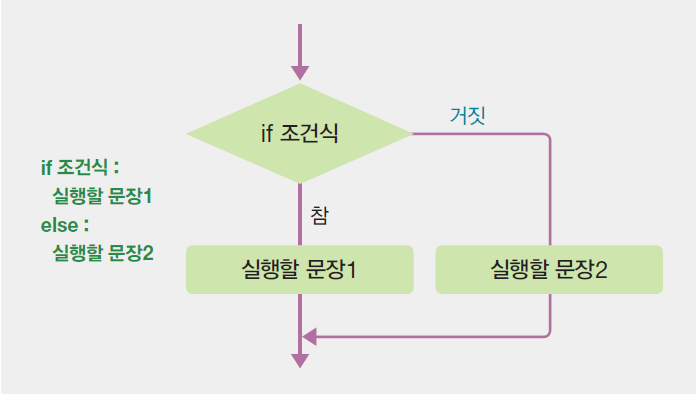 if 조건식 :
실행할 문장1
else :
실행할 문장2
if 조건식
거짓
참
실행할 문장1
실행할 문장2